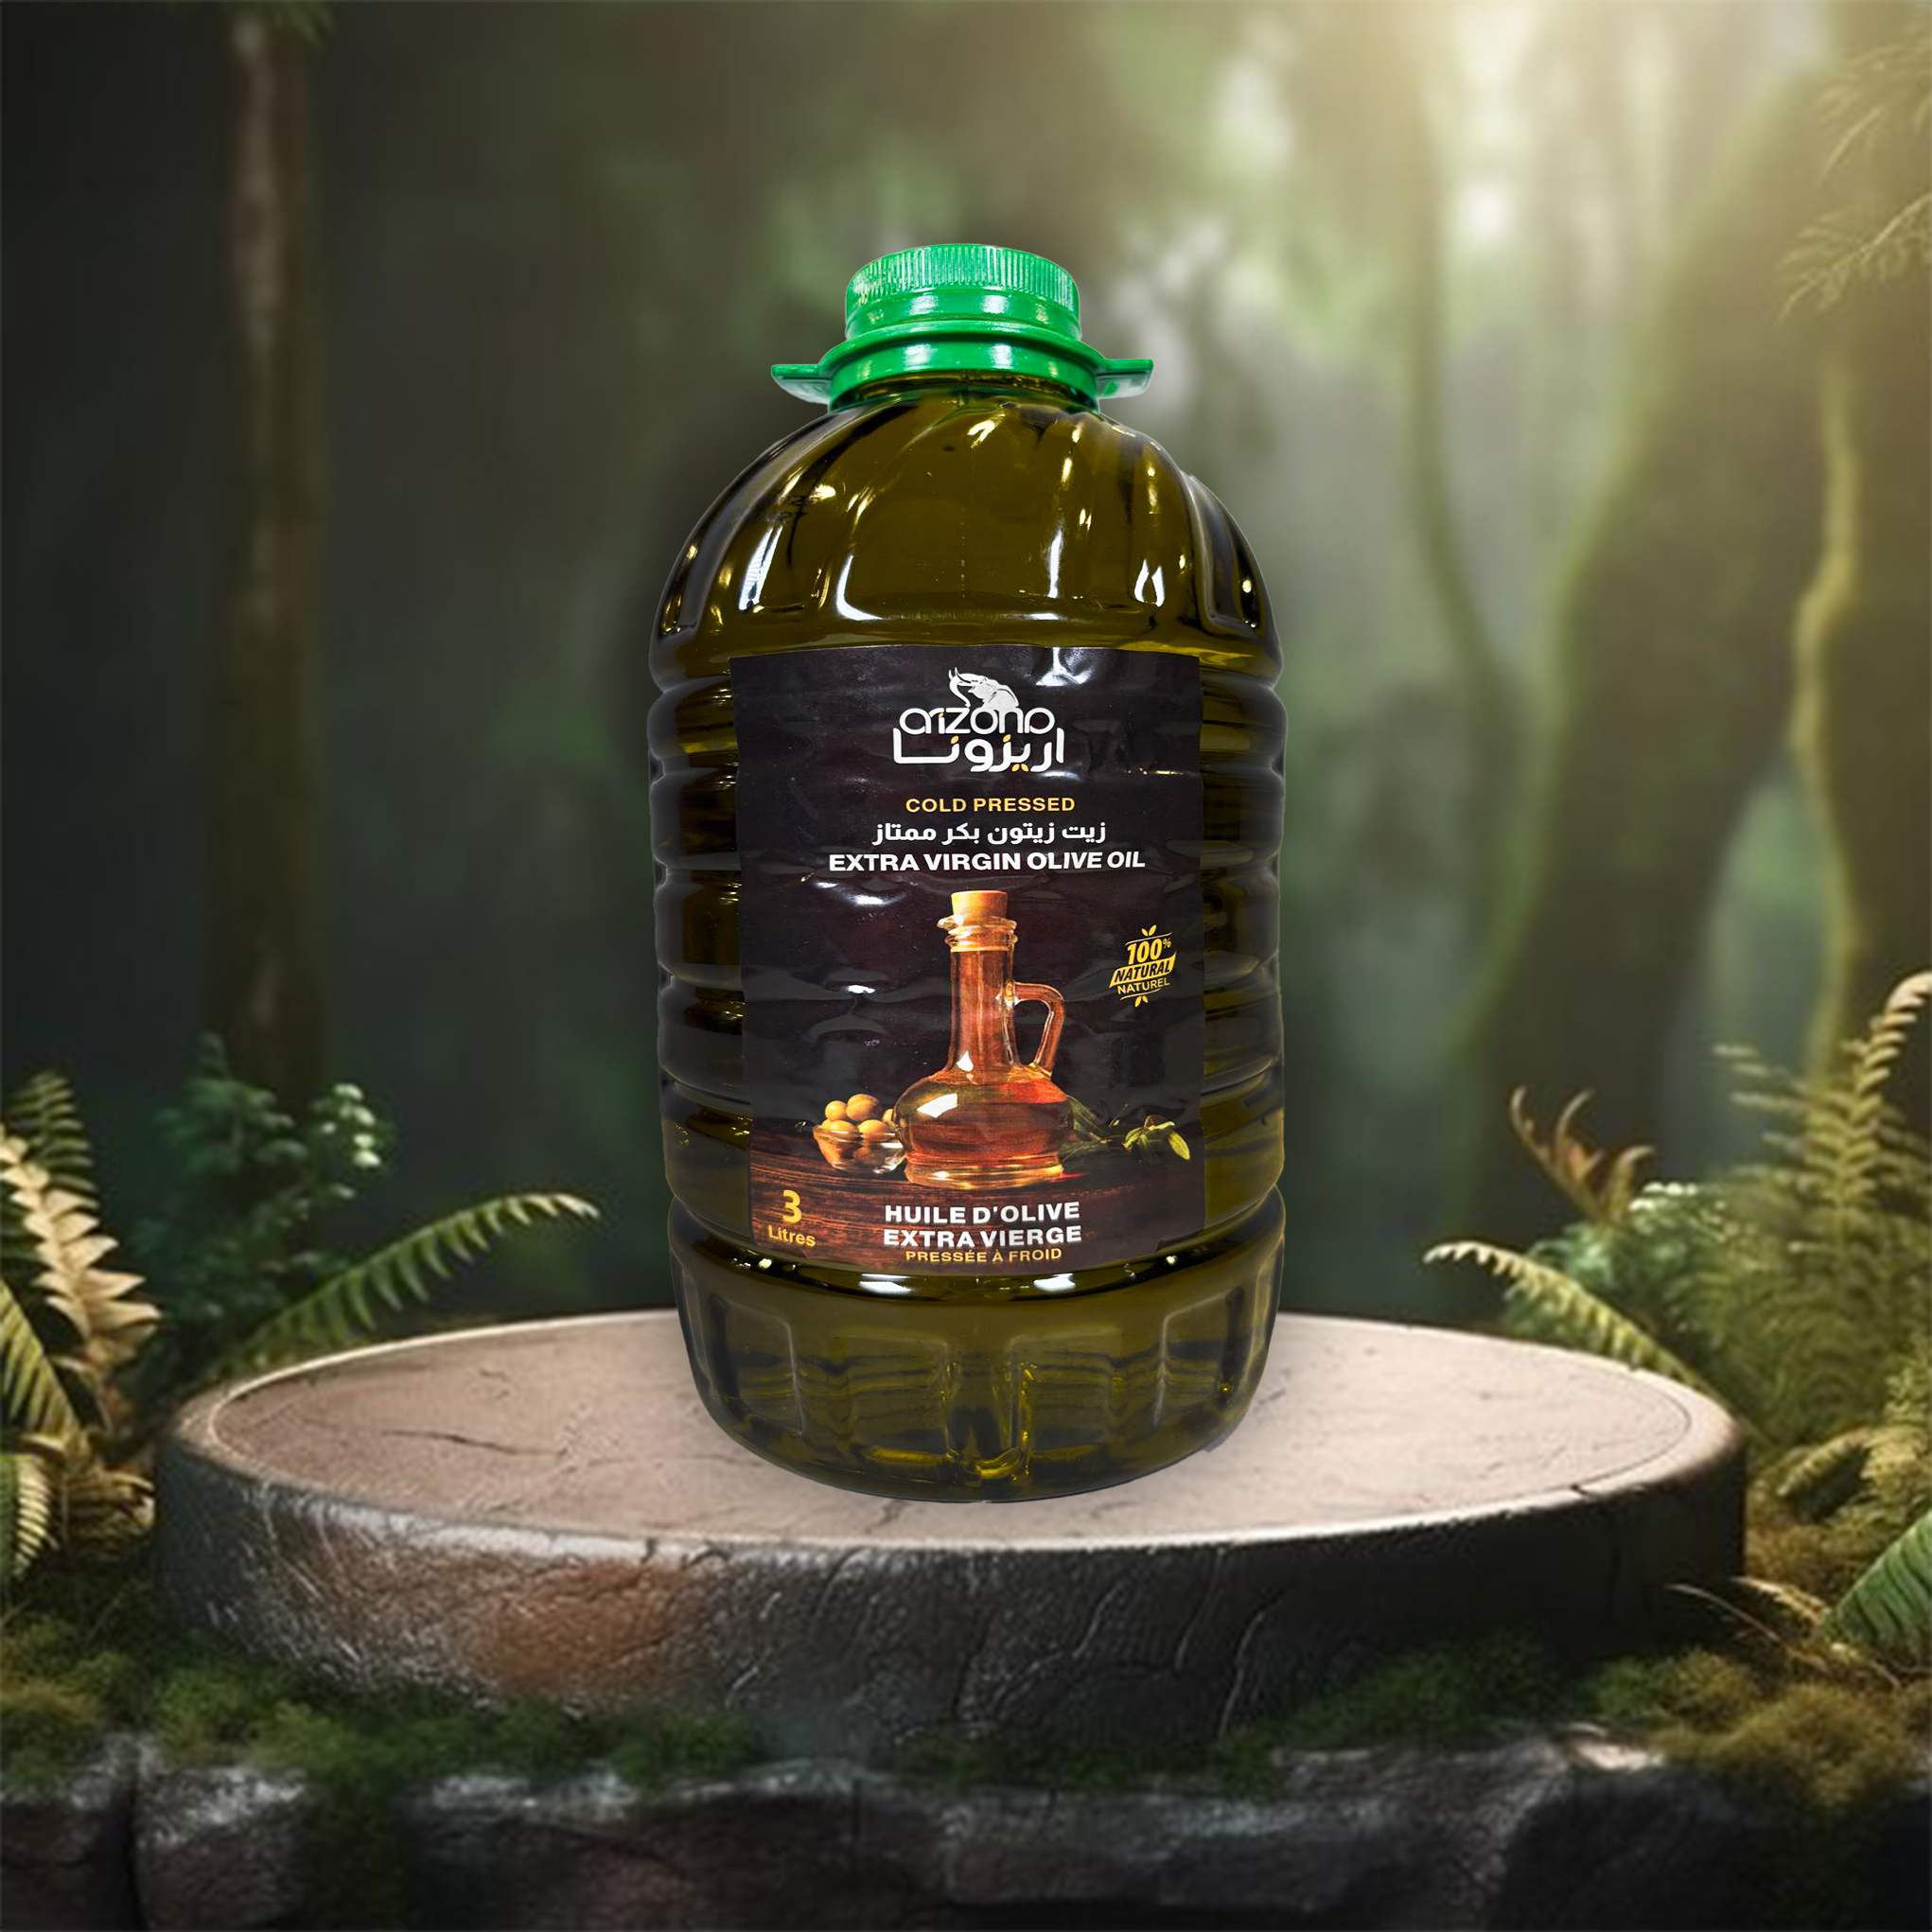 arizona
اريزونا
COLD PRESSED
زيت زيتون بكر ممتاز
EXTRA VIRGIN OLIVE OIL
100%
NATURAL
NATUREL
3
Litres
HUILE D'OLIVE
EXTRA VIERGE
PRESSÉE À FROID